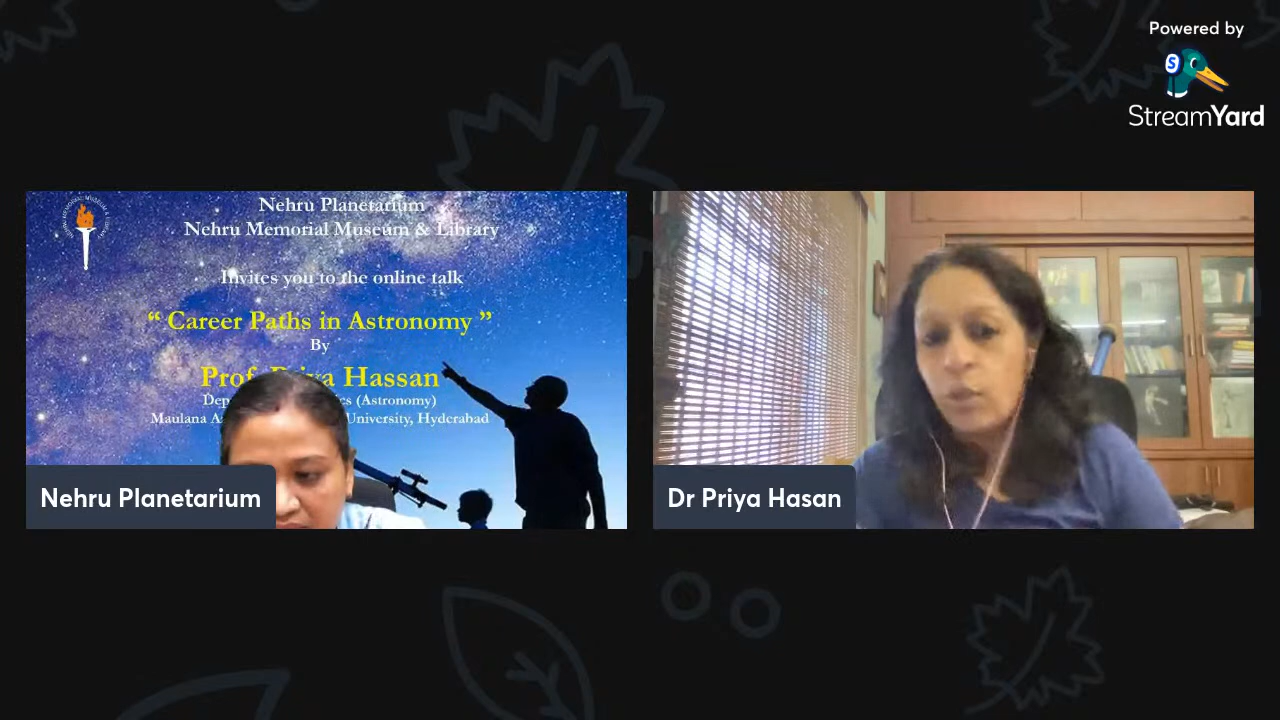 Powered by
S
StreamYard
Nehru Planetarium
Nehru Memorial Museum & Library
Invites you to the online talk
“ Career Paths in Astronomy ”
By
Prof. Hassan
(Astronomy)
Maulana University, Hyderabad
Nehru Planetarium
Dr Priya Hasan